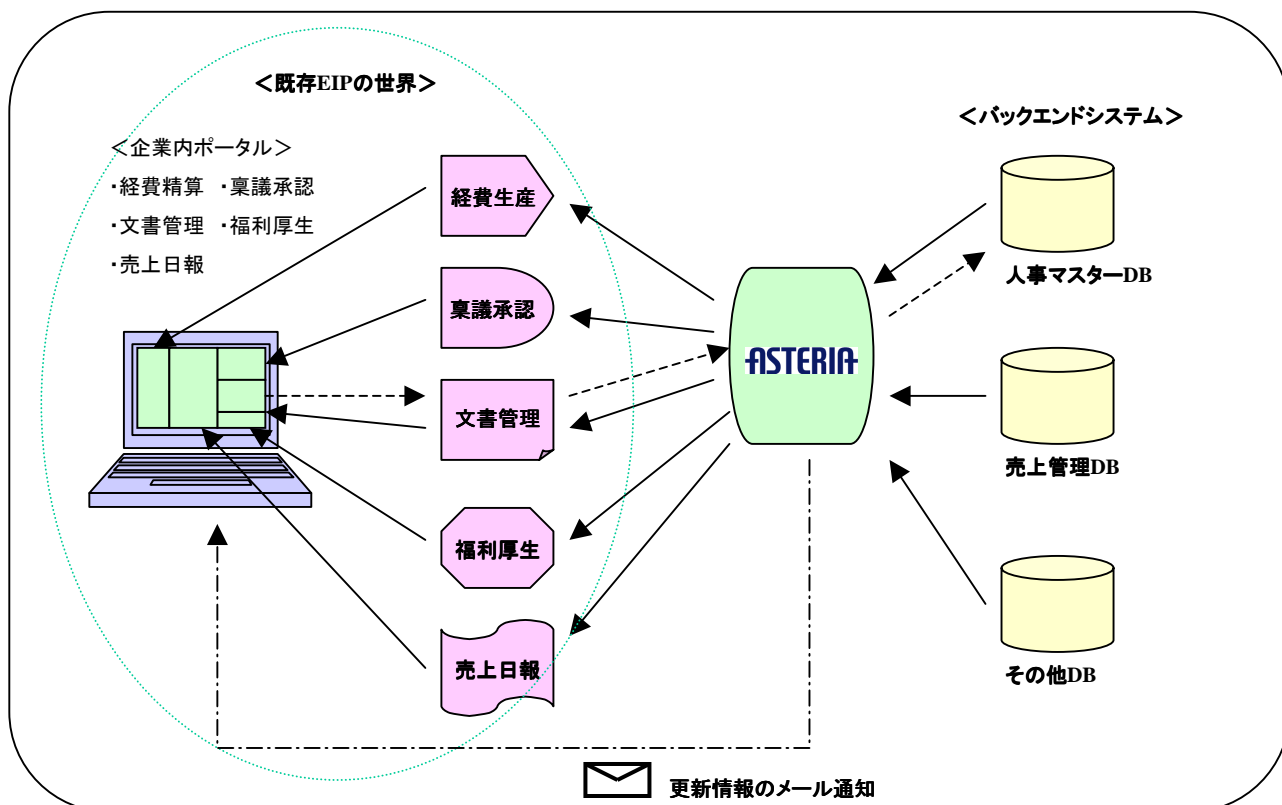 ＜既存EIPの世界＞
＜バックエンドシステム＞
＜企業内ポータル＞
・経費精算 ・稟議承認
・文書管理 ・福利厚生
・売上日報
経費生産
稟議承認
文書管理
福利厚生
売上日報
ASTERIA
人事マスターDB
売上管理DB
その他DB
更新情報のメール通知